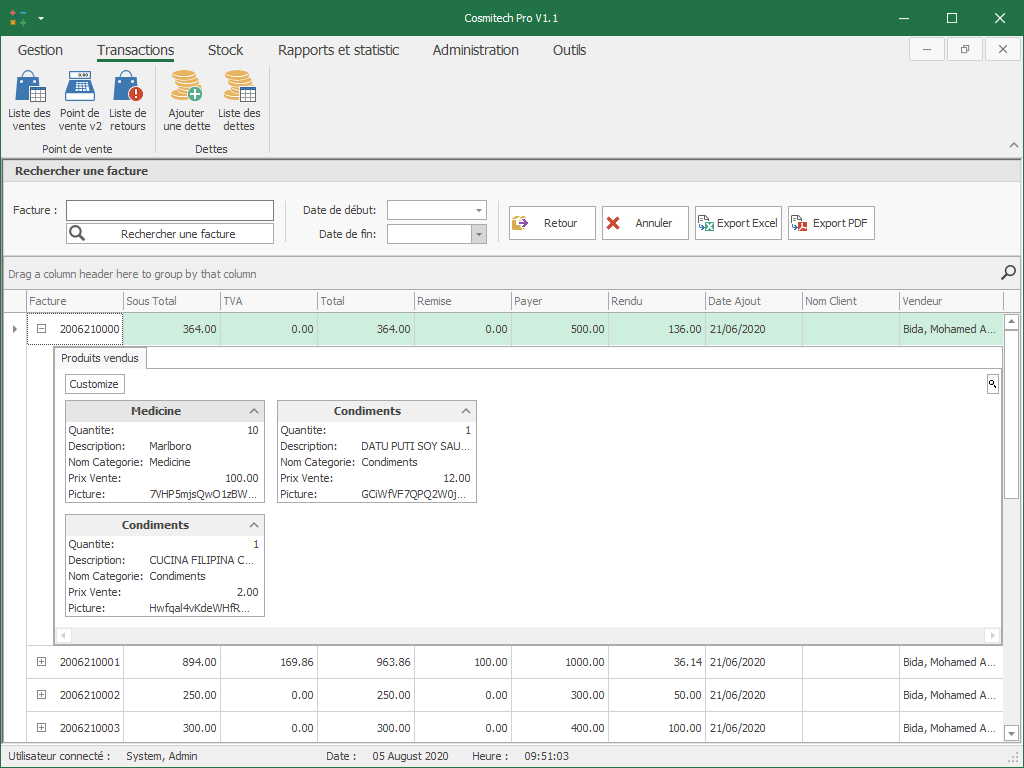 Cosmitech Pro V1.1
Gestion Transactions Stock Rapports et statistic Administration Outils
Liste des ventes
Point de vente v2
Liste de retours
Ajouter une dette
Liste des dettes
Point de vente Dettes
Rechercher une facture
Facture :
Rechercher une facture
Date de début:
Date de fin:
Retour Annuler Export Excel Export PDF
Drag a column header here to group by that column
Facture Sous Total TVA Total Remise Payer Rendu Date Ajout Nom Client Vendeur
2006210000 364.00 0.00 364.00 0.00 500.00 136.00 21/06/2020 Bida, Mohamed A...
Produits vendus
Customize
Medicine
Quantite: 10
Description: Marlboro
Nom Categorie: Medicine
Prix Vente: 100.00
Picture: 7VHP5mjsQwO1zBW...
Condiments
Quantite: 1
Description: DATU PUTI SOY SAU...
Nom Categorie: Condiments
Prix Vente: 12.00
Picture: GCiWfVF7QPQ2W0j...
Condiments
Quantite: 1
Description: CUCINA FILIPINA C...
Nom Categorie: Condiments
Prix Vente: 2.00
Picture: Hwfqal4vKdeWHfR...
2006210001 894.00 169.86 963.86 100.00 1000.00 36.14 21/06/2020 Bida, Mohamed A...
2006210002 250.00 0.00 250.00 0.00 300.00 50.00 21/06/2020 Bida, Mohamed A...
2006210003 300.00 0.00 300.00 0.00 400.00 100.00 21/06/2020 Bida, Mohamed A...
Utilisateur connecté : System, Admin Date : 05 August 2020 Heure : 09:51:03